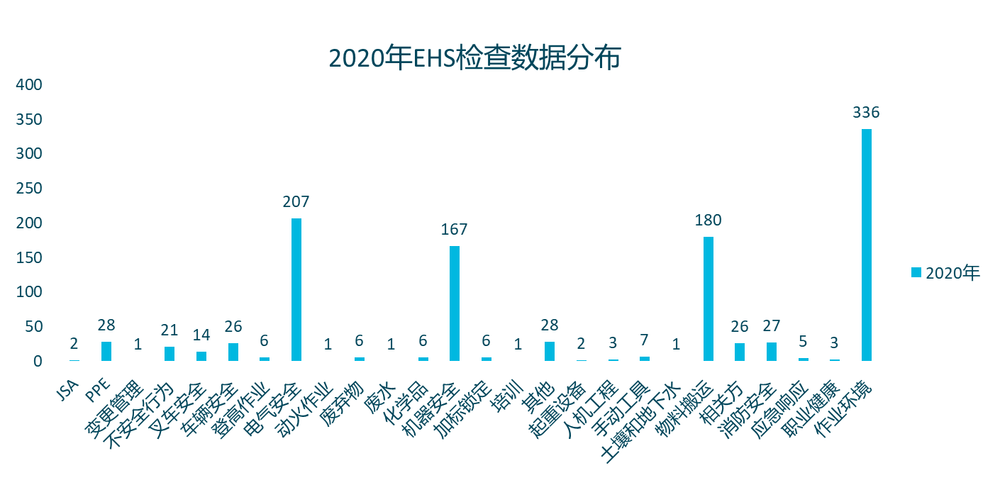 2020年EHS检查数据分布
400
350
300
250
200
150
100
50
0
2
28
1
21
14
26
6
207
1
6
1
6
167
6
1
28
2
3
7
1
180
26
27
5
3
336
JSA
PPE
变更管理
不安全行为
叉车安全
车辆安全
登高作业
电气安全
动火作业
废弃物
废水
化学品
机器安全
加标锁定
培训
其他
起重设备
人机工程
手动工具
土壤和地下水
物料搬运
相关方
消防安全
应急响应
职业健康
作业环境
2020年